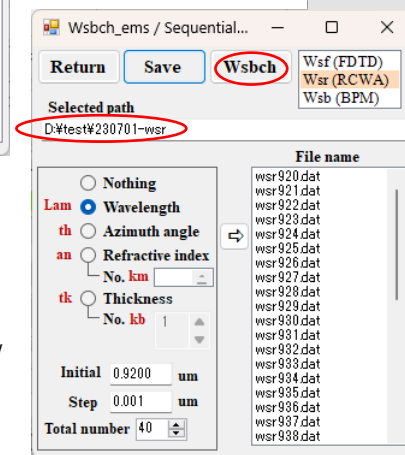 Wsbch_ems / Sequential...
Return Save Wsbch
Wsf (FDTD)
Wsr (RCWA)
Wsb (BPM)
Selected path
D:¥test¥230701-wsr
File name
Nothing
Lam Wavelength
th Azimuth angle
an Refractive index
No. km
tk Thickness
No. kb 1
Initial 0.9200 um
Step 0.001 um
Total number 40
wsr920.dat
wsr921.dat
wsr922.dat
wsr923.dat
wsr924.dat
wsr925.dat
wsr926.dat
wsr927.dat
wsr928.dat
wsr929.dat
wsr930.dat
wsr931.dat
wsr932.dat
wsr933.dat
wsr934.dat
wsr935.dat
wsr936.dat
wsr937.dat
wsr938.dat